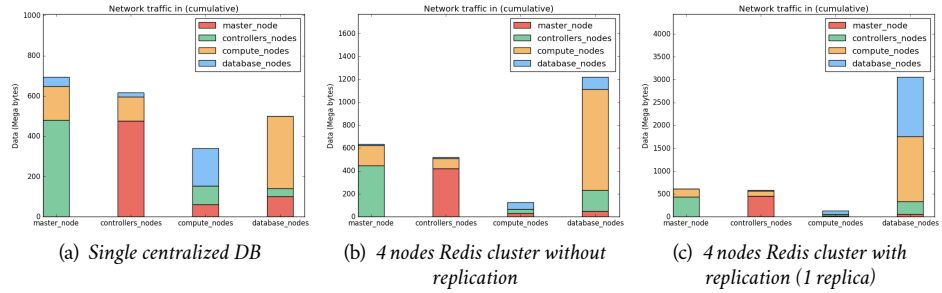 Network traffic in (cumulative)
1000
800
600
400
200
0
Data (Mega bytes)
master_node
controllers_nodes
compute_nodes
database_nodes
master_node
controllers_nodes
compute_nodes
database_nodes
(a) Single centralized DB
Network traffic in (cumulative)
1600
1400
1200
1000
800
600
400
200
0
Data (Mega bytes)
master_node
controllers_nodes
compute_nodes
database_nodes
master_node
controllers_nodes
compute_nodes
database_nodes
(b) 4 nodes Redis cluster without
replication
Network traffic in (cumulative)
4000
3500
3000
2500
2000
1500
1000
500
0
Data (Mega bytes)
master_node
controllers_nodes
compute_nodes
database_nodes
master_node
controllers_nodes
compute_nodes
database_nodes
(c) 4 nodes Redis cluster with
replication (1 replica)